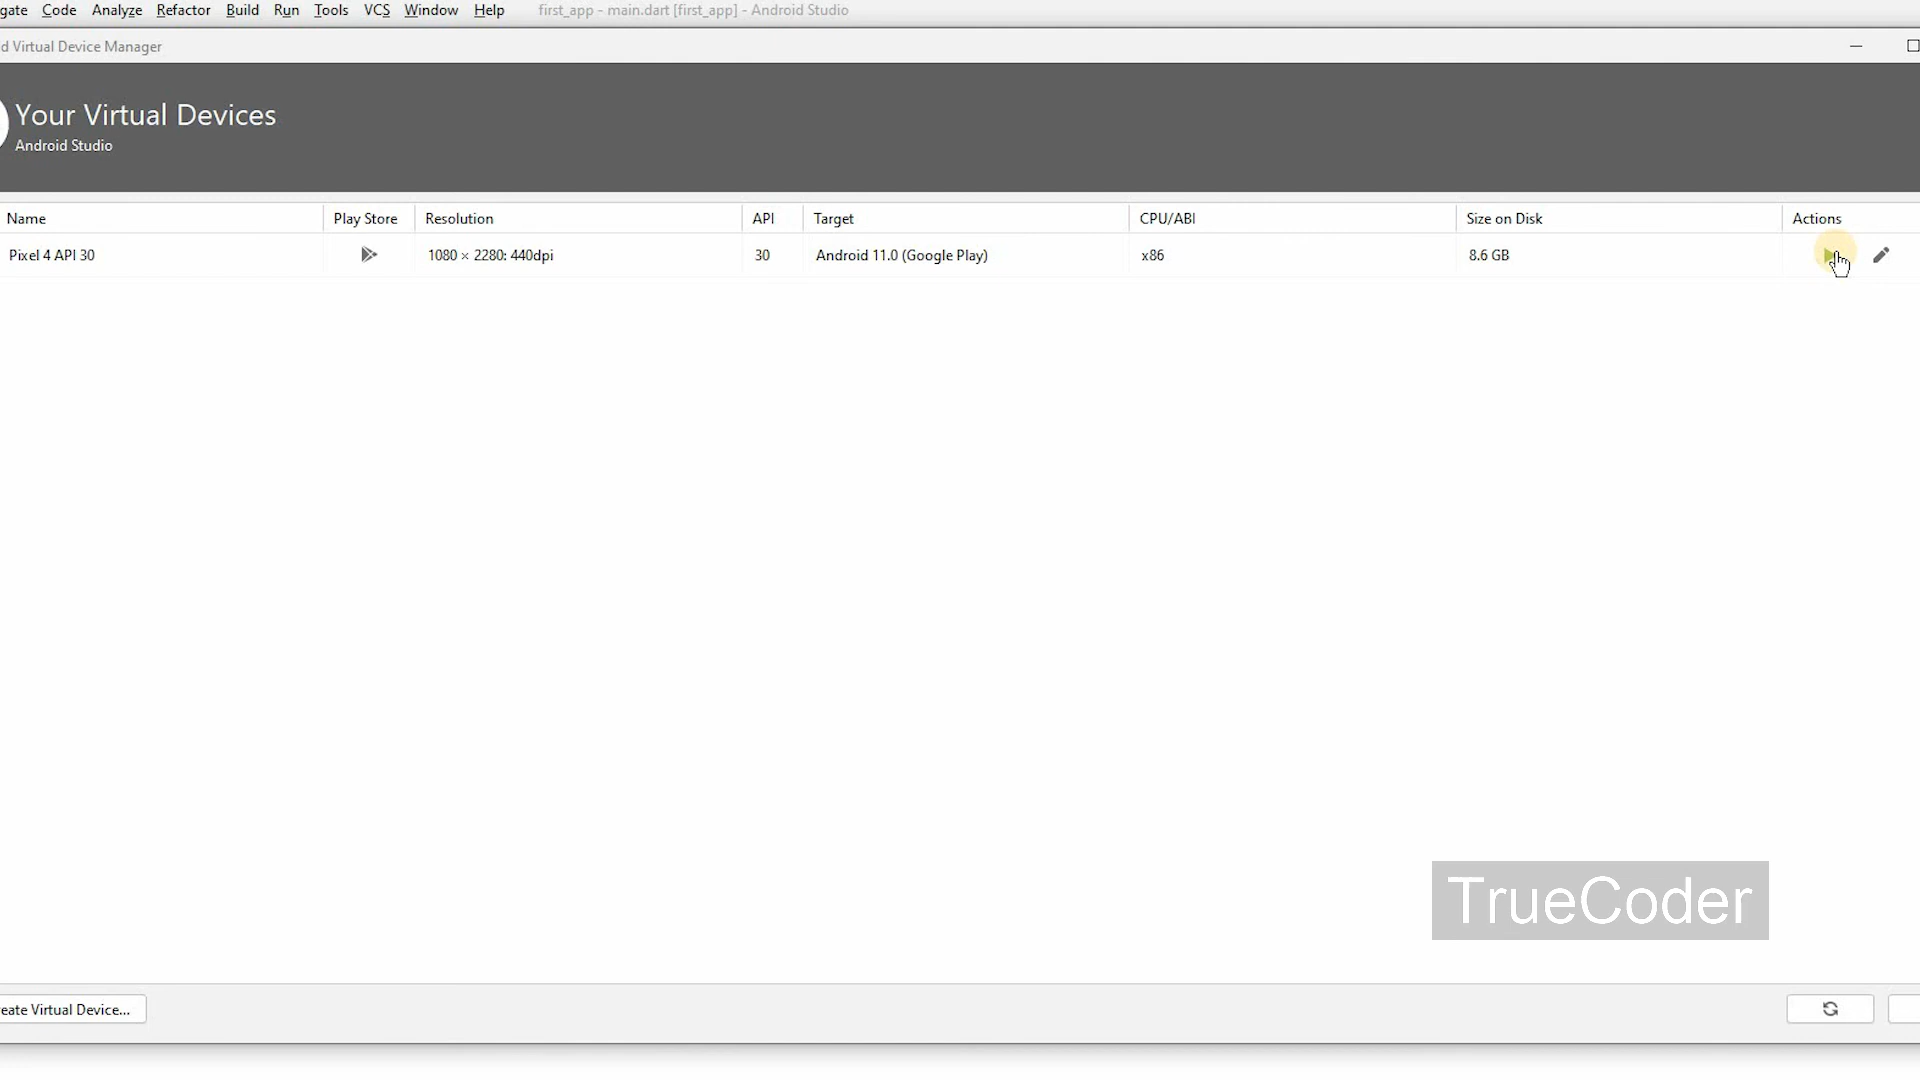 gate Code Analyze Refactor Build Run Tools VCS Window Help first_app - main.dart [first_app] - Android Studio
d Virtual Device Manager
Your Virtual Devices
Android Studio
Name Play Store Resolution API Target CPU/ABI Size on Disk Actions
Pixel 4 API 30 1080 × 2280: 440dpi 30 Android 11.0 (Google Play) x86 8.6 GB
TrueCoder
eate Virtual Device...